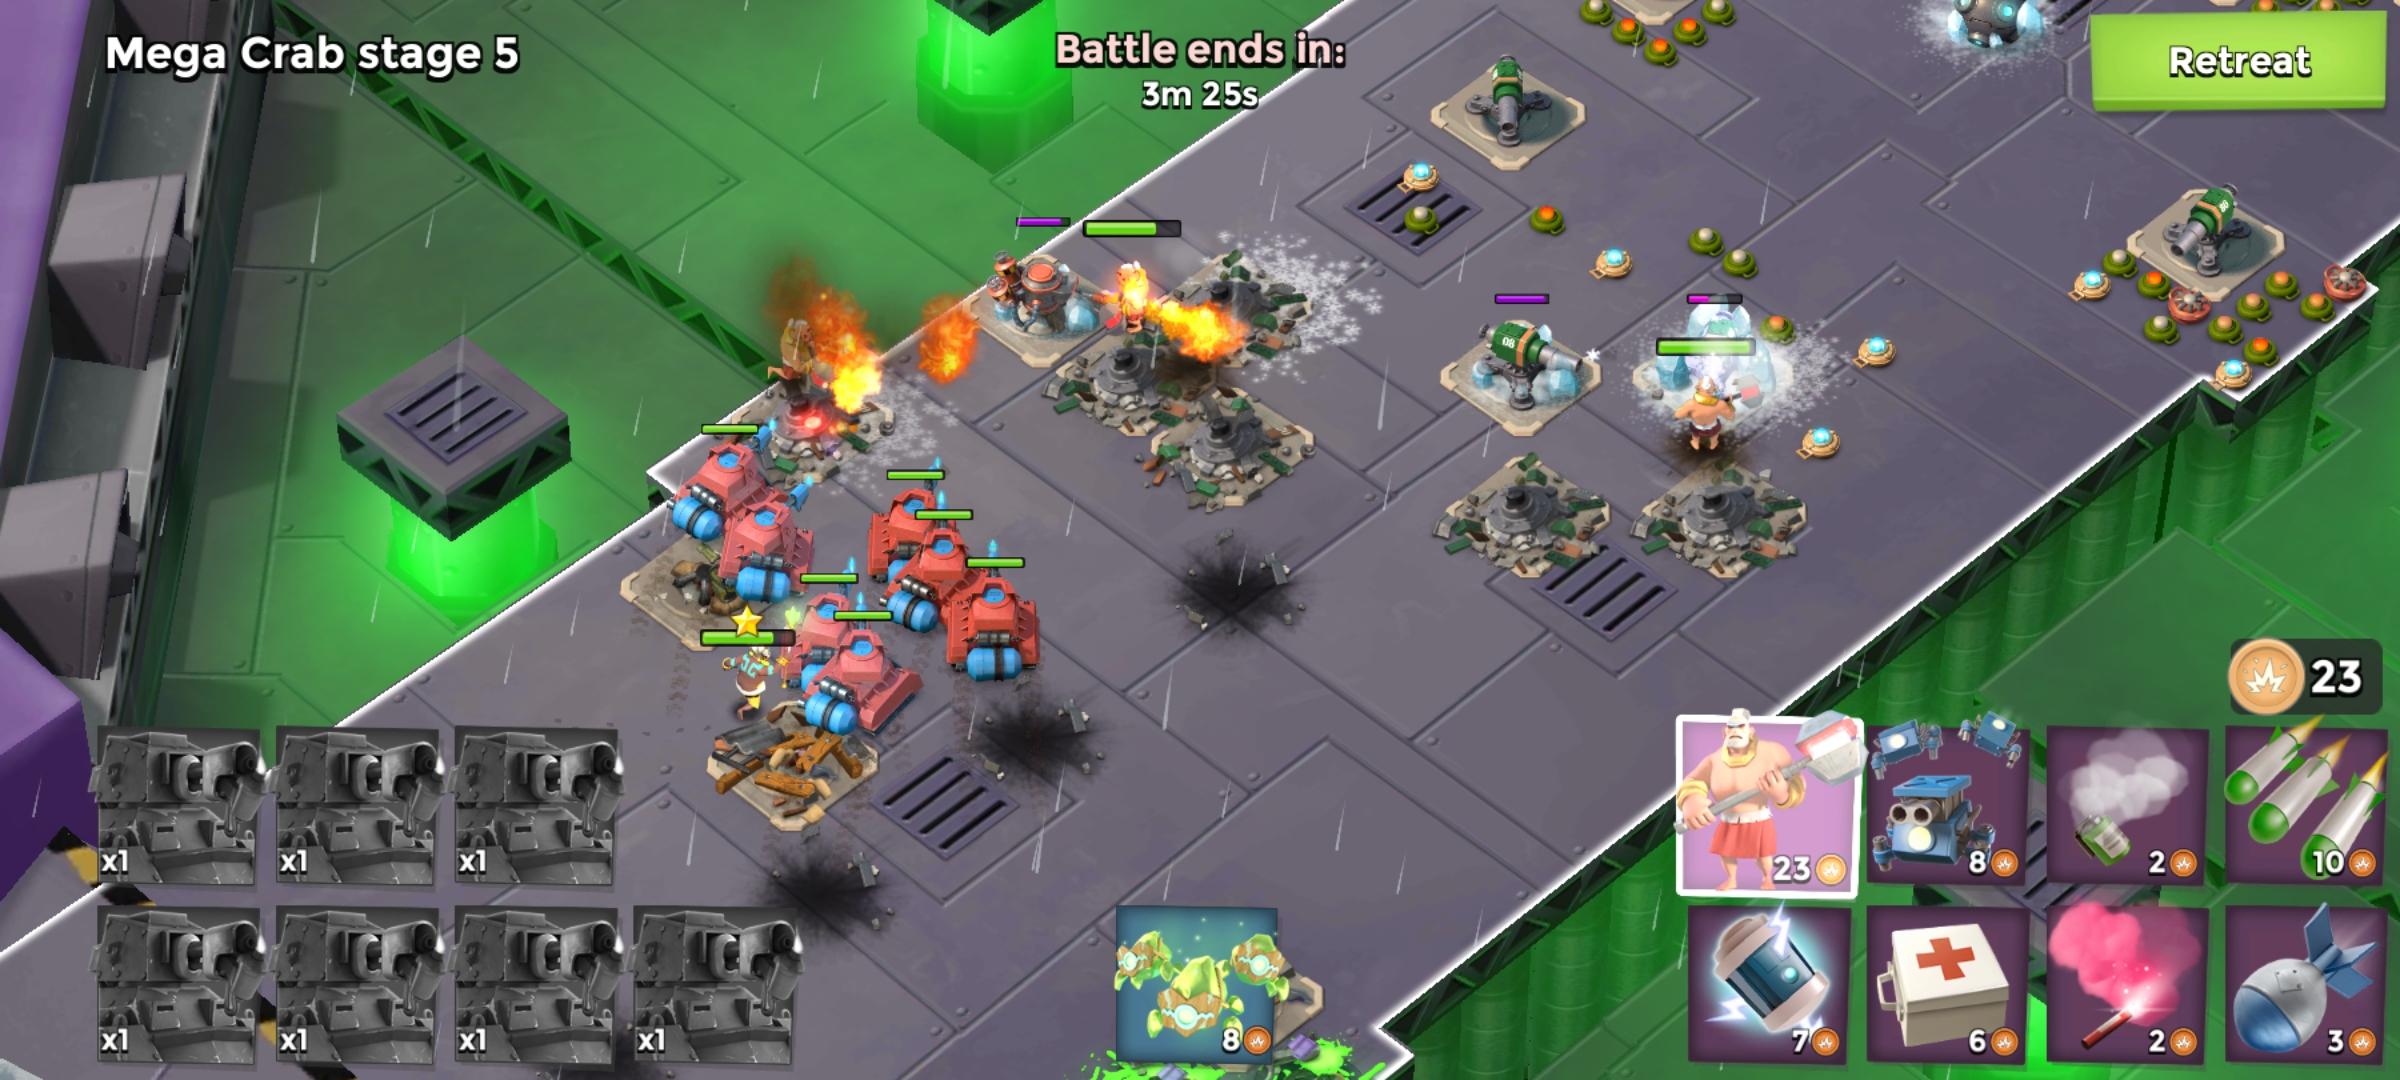 Mega Crab stage 5
Battle ends in:
3m 25s
Retreat
23
23
8
2
10
x1
x1
x1
x1
x1
x1
x1
8
7
6
2
3